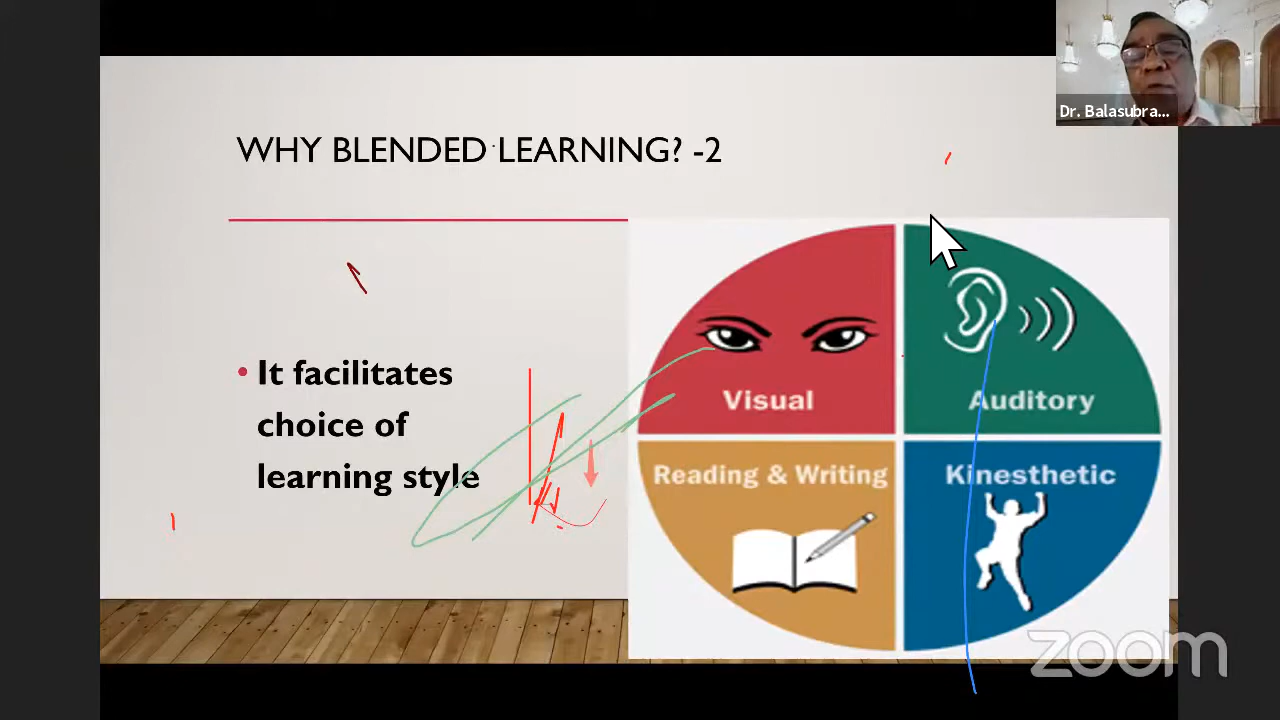 Dr. Balasubra...
WHY BLENDED LEARNING? -2
• It facilitates
choice of
learning style
Visual
Auditory
Reading & Writing
Kinesthetic
zoom